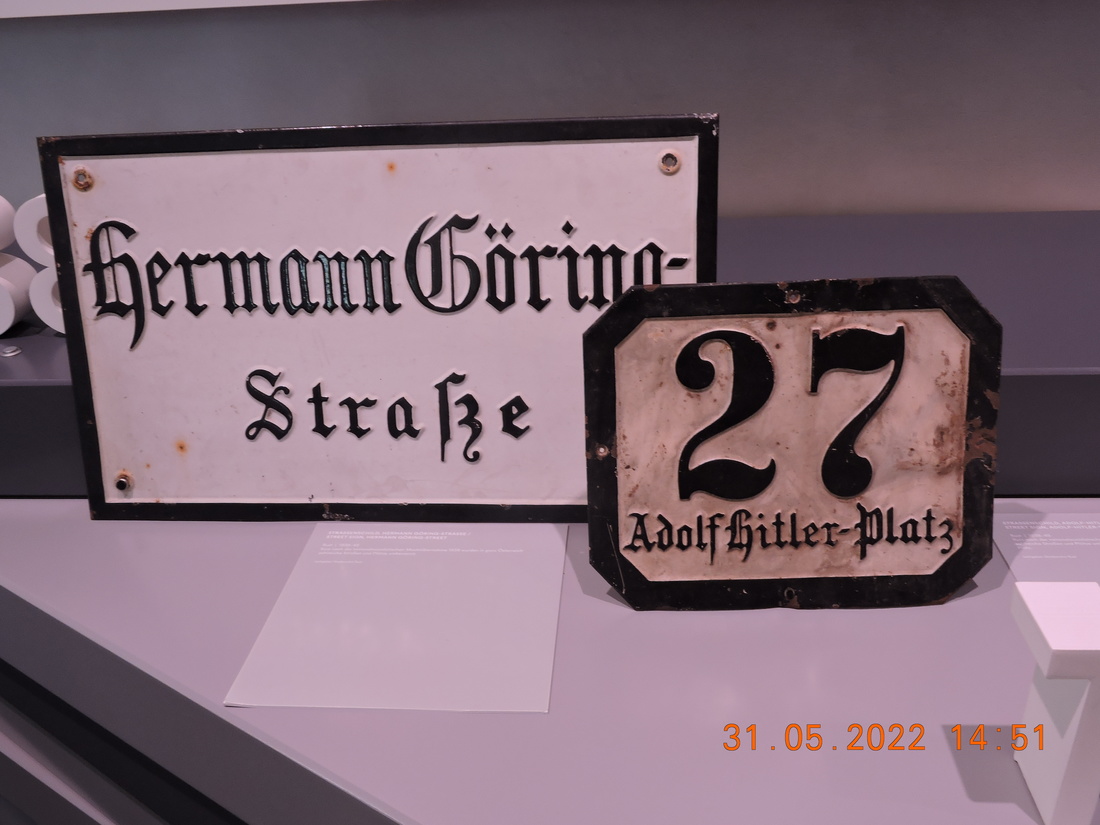 Hermann Göring-
Straße
27
Adolf Hitler-Platz
31.05.2022 14:51